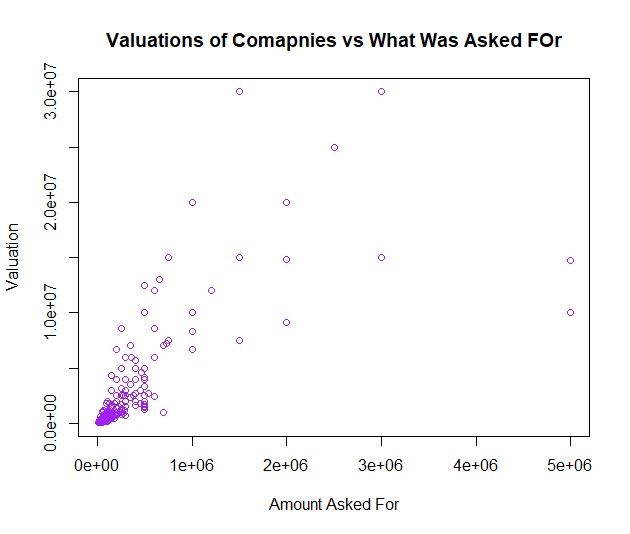 Valuations of Comapnies vs What Was Asked FOr
Valuation
3.0e+07
2.0e+07
1.0e+07
0.0e+00
0e+00 1e+06 2e+06 3e+06 4e+06 5e+06
Amount Asked For